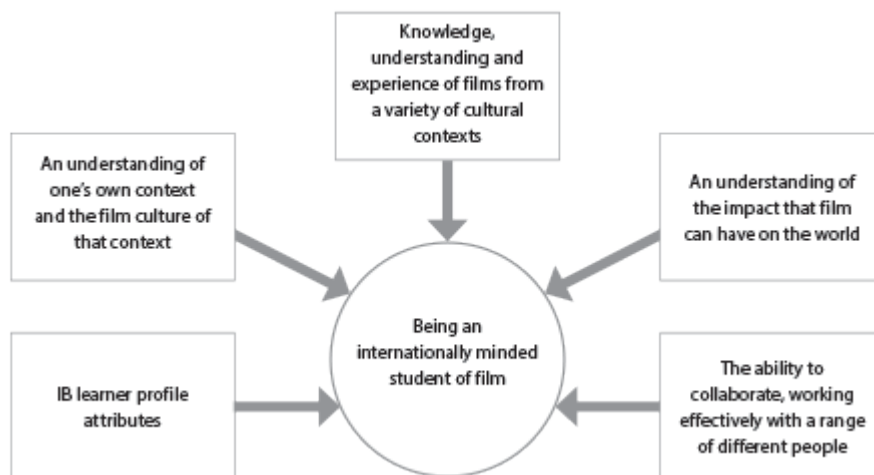 Knowledge,
understanding and
experience of films from
a variety of cultural
contexts
An understanding of
one's own context
and the film culture of
that context
An understanding of
the impact that film
can have on the world
Being an
internationally minded
student of film
IB learner profile
attributes
The ability to
collaborate, working
effectively with a range
of different people